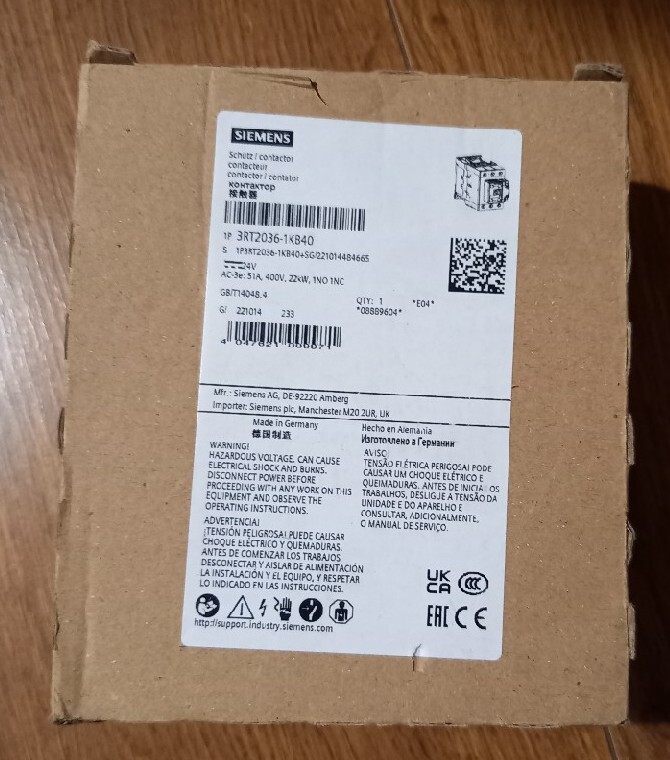 SIEMENS
Schütz / contactor
contacteur
contactor / contator
контактор
接触器
1P 3RT2036-1KB40
S 1P3RT2036-1KB40+SG/221014484665
24V
AC-3e: 51A, 400V, 22kW, 1NO 1NC
GB/T14048.4
QTY: 1 *E04*
*08889604*
G/ 221014 233
Mfr.: Siemens AG, DE-92220 Amberg
Importer: Siemens plc, Manchester M20 2UR, UK
Made in Germany
德国制造
Hecho en Alemania
Изготовлено в Германии
WARNING!
HAZARDOUS VOLTAGE. CAN CAUSE
ELECTRICAL SHOCK AND BURNS.
DISCONNECT POWER BEFORE
PROCEEDING WITH ANY WORK ON THIS
EQUIPMENT AND OBSERVE THE
OPERATING INSTRUCTIONS.
ADVERTENCIA!
¡TENSIÓN PELIGROSA! PUEDE CAUSAR
CHOQUE ELÉCTRICO Y QUEMADURAS.
ANTES DE COMENZAR LOS TRABAJOS
DESCONECTAR Y AISLAR DE ALIMENTACIÓN
LA INSTALACIÓN Y EL EQUIPO, Y RESPETAR
LO INDICADO EN LAS INSTRUCCIONES.
AVISO!
TENSÃO ELÉTRICA PERIGOSA! PODE
CAUSAR UM CHOQUE ELÉTRICO E
QUEIMADURAS. ANTES DE INICIAR OS
TRABALHOS, DESLIGUE A TENSÃO DA
UNIDADE E DO APARELHO E
CONSULTAR, ADICIONALMENTE,
O MANUAL DE SERVIÇO.
UK
CA
CCC
EAC CE
http://support.industry.siemens.com